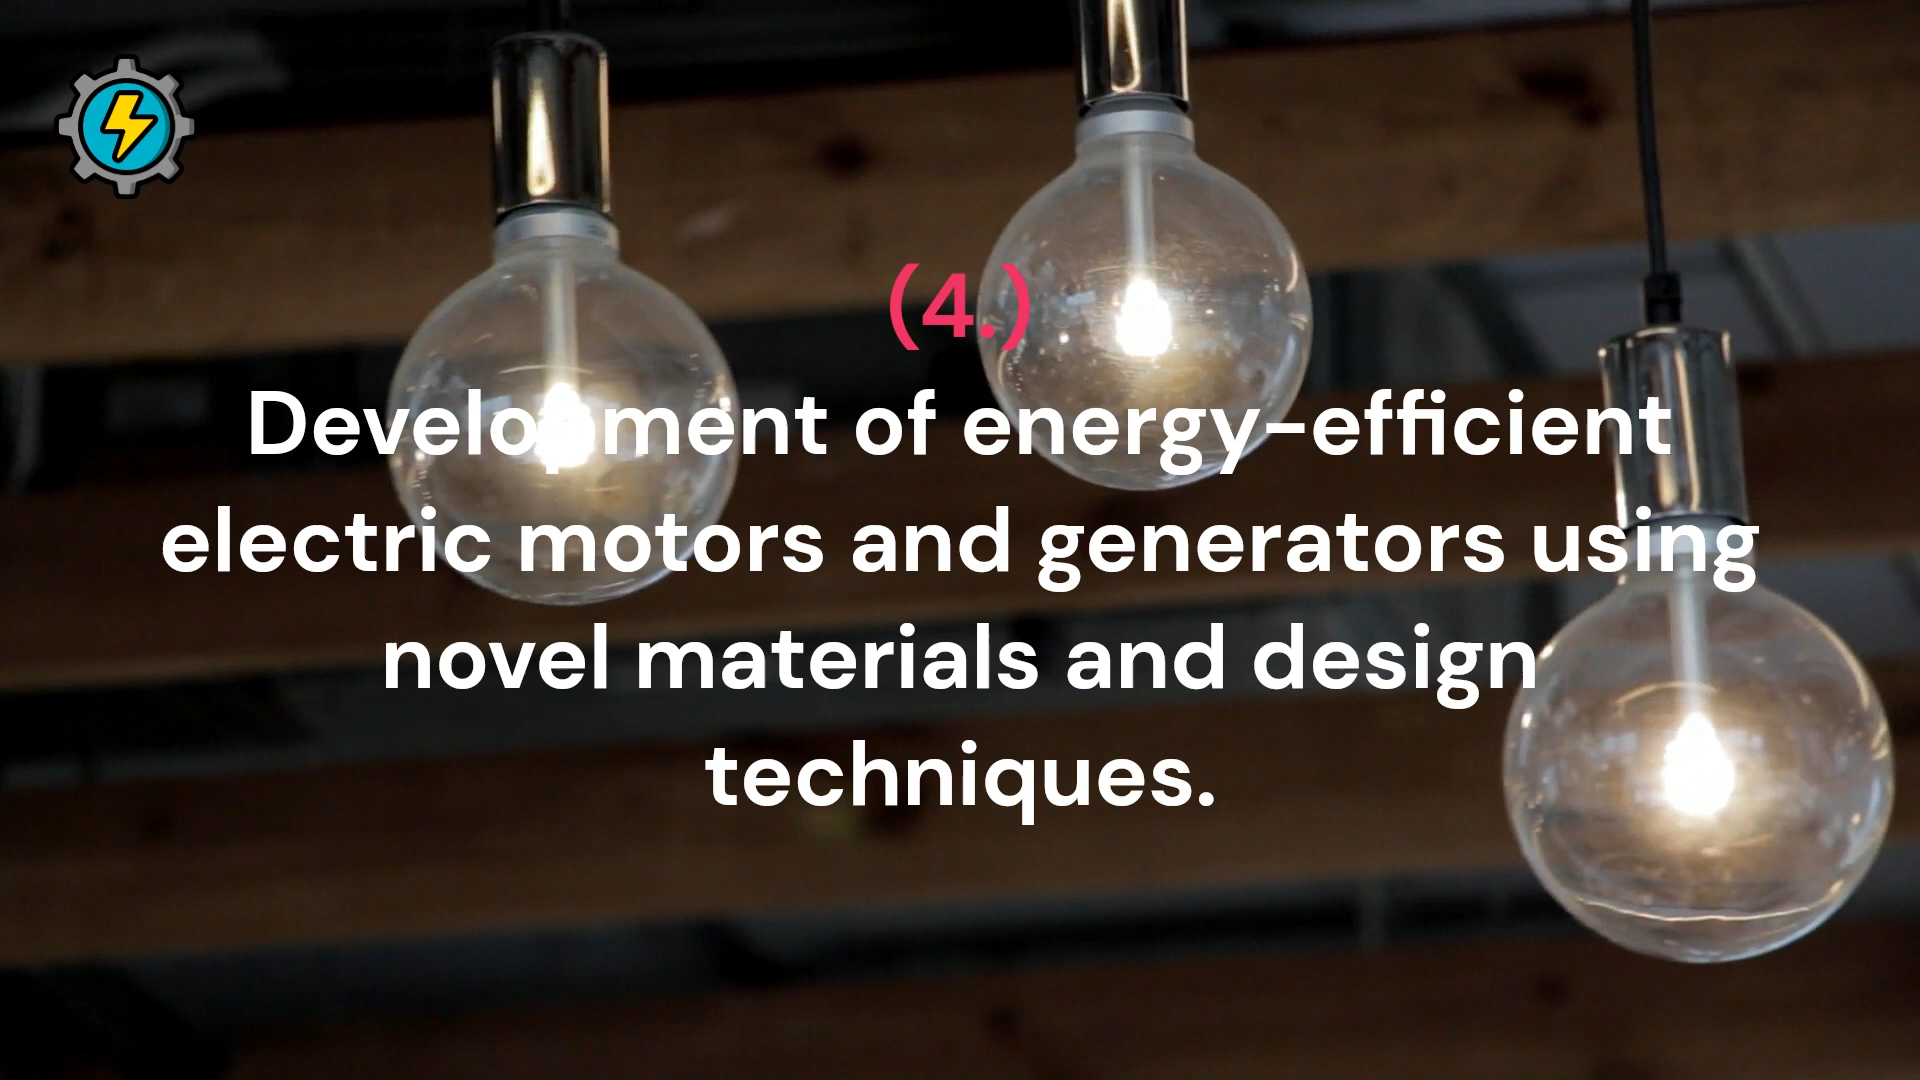 (4.)
Development of energy-efficient
electric motors and generators using
novel materials and design
techniques.